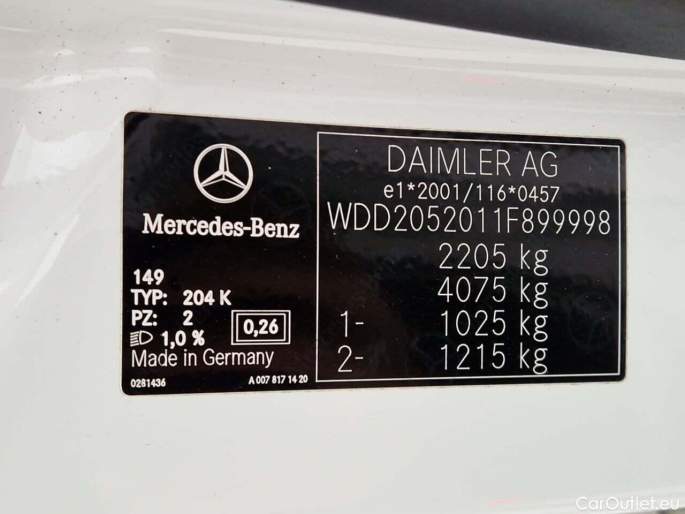 Mercedes-Benz
149
TYP: 204 K
PZ: 2
1,0 %
0,26
Made in Germany
0281436
A 007 817 14 20
DAIMLER AG
e1*2001/116*0457
WDD2052011F899998
2205 kg
4075 kg
1- 1025 kg
2- 1215 kg
CarOutlet.eu